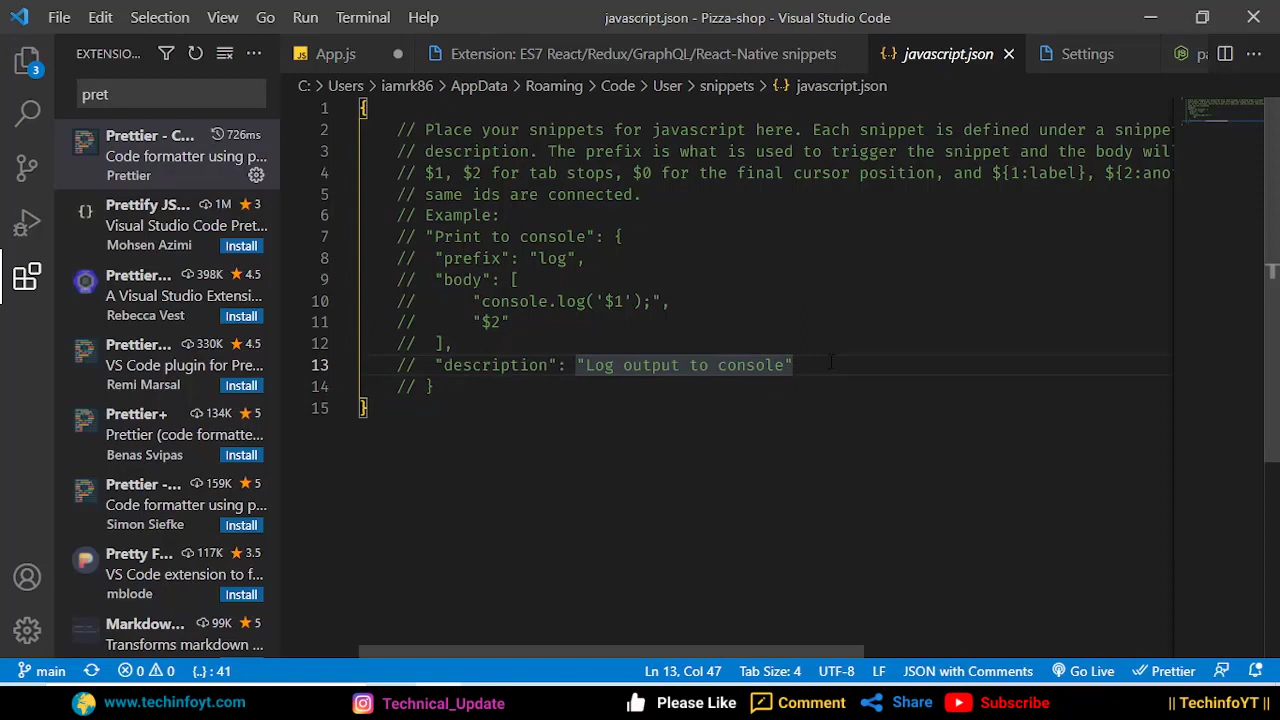 File Edit Selection View Go Run Terminal Help
javascript.json - Pizza-shop - Visual Studio Code
EXTENSIO...
App.js
Extension: ES7 React/Redux/GraphQL/React-Native snippets
{..} javascript.json
Settings
pa
C: > Users > iamrk86 > AppData > Roaming > Code > User > snippets > {..} javascript.json
3
pret
Prettier - C... 726ms
Code formatter using p...
Prettier
Prettify JS... 1M ★ 3
Visual Studio Code Pret...
Mohsen Azimi Install
Prettier... 398K ★ 4.5
A Visual Studio Extensi...
Rebecca Vest Install
Prettier... 330K ★ 4.5
VS Code plugin for Pre...
Remi Marsal Install
Prettier+ 134K ★ 5
Prettier (code formatte...
Benas Svipas Install
Prettier -... 159K ★ 5
Code formatter using p...
Simon Siefke Install
Pretty F... 117K ★ 3.5
VS Code extension to f...
mblode Install
Markdow... 99K ★ 5
Transforms markdown
1 {
2 // Place your snippets for javascript here. Each snippet is defined under a snippe
3 // description. The prefix is what is used to trigger the snippet and the body wil
4 // $1, $2 for tab stops, $0 for the final cursor position, and ${1:label}, ${2:ano
5 // same ids are connected.
6 // Example:
7 // "Print to console": {
8 // "prefix": "log",
9 // "body": [
10 // "console.log('$1');",
11 // "$2"
12 // ],
13 // "description": "Log output to console"
14 // }
15 }
main 0 0 {..} : 41
Ln 13, Col 47 Tab Size: 4 UTF-8 LF JSON with Comments Go Live Prettier
www.techinfoyt.com Technical_Update Please Like Comment Share Subscribe || TechinfoYT ||